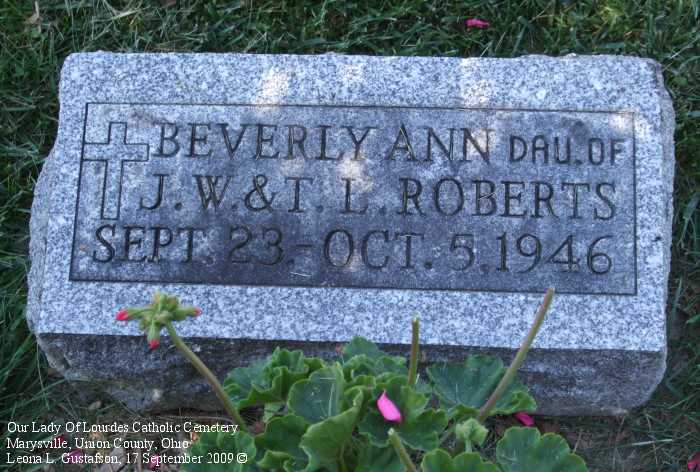 BEVERLY ANN DAU. OF
J. W. & T. L. ROBERTS
SEPT. 23 - OCT. 5, 1946
Our Lady Of Lourdes Catholic Cemetery
Marysville, Union County, Ohio
Leona L. Gustafson, 17 September 2009 ©